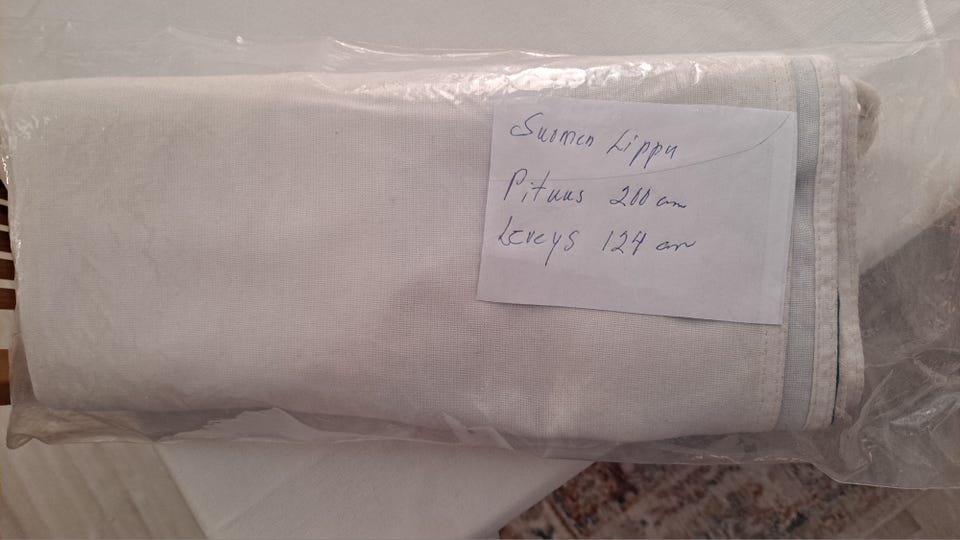 Suomen Lippu
Pituus 200 cm
Leveys 124 cm